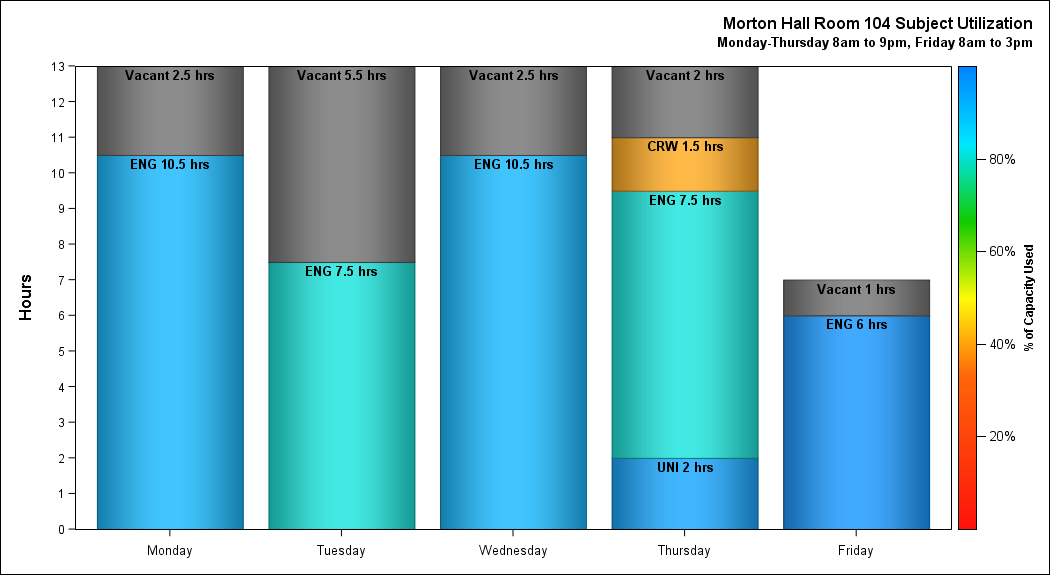 Morton Hall Room 104 Subject Utilization
Monday-Thursday 8am to 9pm, Friday 8am to 3pm
Hours
13
12
11
10
9
8
7
6
5
4
3
2
1
0
Vacant 2.5 hrs
ENG 10.5 hrs
Vacant 5.5 hrs
ENG 7.5 hrs
Vacant 2.5 hrs
ENG 10.5 hrs
Vacant 2 hrs
CRW 1.5 hrs
ENG 7.5 hrs
UNI 2 hrs
Vacant 1 hrs
ENG 6 hrs
Monday
Tuesday
Wednesday
Thursday
Friday
80%
60%
40%
20%
% of Capacity Used